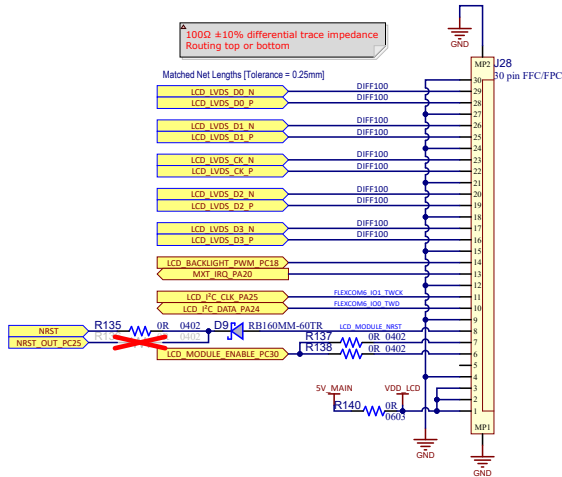 100Ω ±10% differential trace impedance
Routing top or bottom
GND
Matched Net Lengths [Tolerance = 0.25mm]
MP2
J28
30 pin FFC/FPC
30
LCD_LVDS_D0_N DIFF100 29
LCD_LVDS_D0_P DIFF100 28
27
LCD_LVDS_D1_N DIFF100 26
LCD_LVDS_D1_P DIFF100 25
24
LCD_LVDS_CK_N DIFF100 23
LCD_LVDS_CK_P DIFF100 22
21
LCD_LVDS_D2_N DIFF100 20
LCD_LVDS_D2_P DIFF100 19
18
LCD_LVDS_D3_N DIFF100 17
LCD_LVDS_D3_P DIFF100 16
15
LCD_BACKLIGHT_PWM_PC18 14
MXT_IRQ_PA20 13
12
LCD_I²C_CLK_PA25 FLEXCOM6_IO1_TWCK 11
LCD_I²C_DATA_PA24 FLEXCOM6_IO0_TWD 10
9
NRST R135 0R 0402 D9 RB160MM-60TR LCD_MODULE_NRST 8
NRST_OUT_PC25 0402 R137 0R 0402 7
LCD_MODULE_ENABLE_PC30 R138 0R 0402 6
5
4
5V_MAIN VDD_LCD 3
2
R140 0R 1
0603
MP1
GND
GND